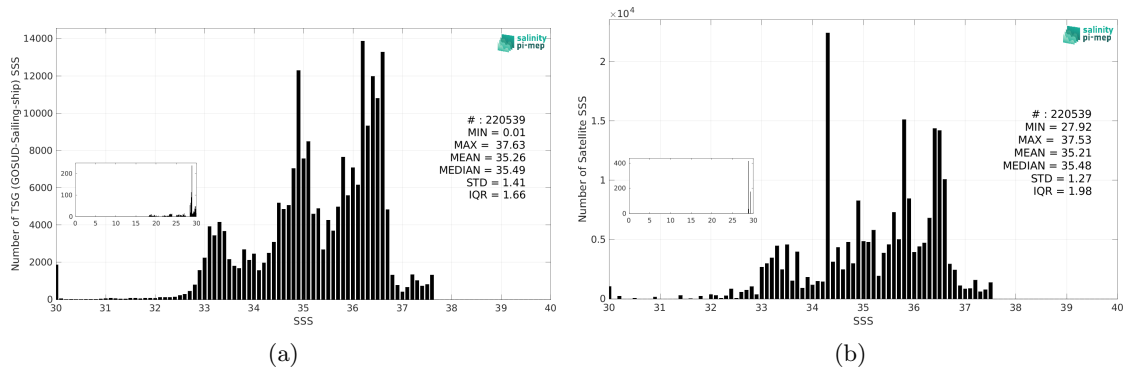 salinity
pi-mep
Number of TSG (GOSUD-Sailing-ship) SSS
14000
12000
10000
8000
6000
4000
2000
0
# : 220539
MIN = 0.01
MAX = 37.63
MEAN = 35.26
MEDIAN = 35.49
STD = 1.41
IQR = 1.66
200
100
0
0 5 10 15 20 25 30
30 31 32 33 34 35 36 37 38 39 40
SSS
(a)
×10⁴
salinity
pi-mep
Number of Satellite SSS
2
1.5
1
0.5
0
# : 220539
MIN = 27.92
MAX = 37.53
MEAN = 35.21
MEDIAN = 35.48
STD = 1.27
IQR = 1.98
400
200
0
0 5 10 15 20 25 30
30 31 32 33 34 35 36 37 38 39 40
SSS
(b)